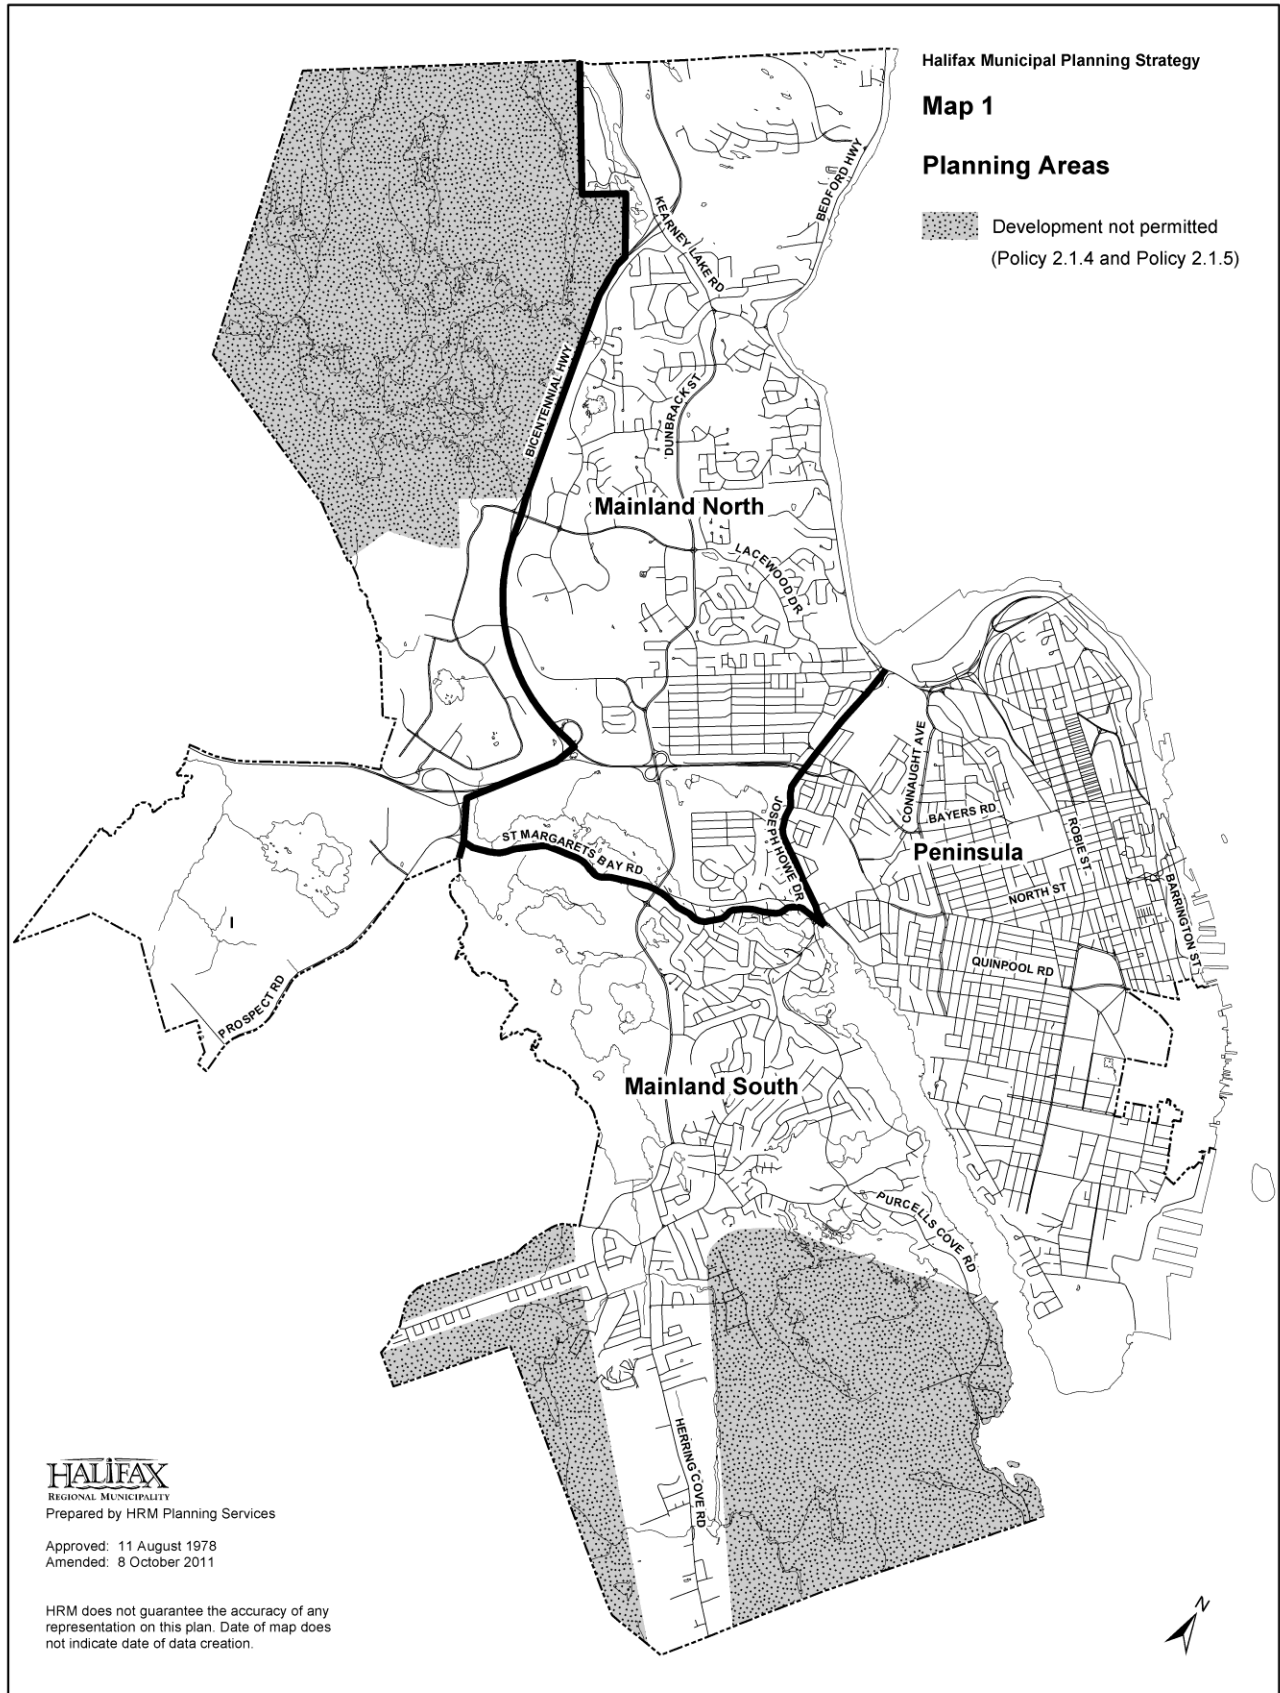 Halifax Municipal Planning Strategy
Map 1
Planning Areas
Development not permitted
(Policy 2.1.4 and Policy 2.1.5)
BEDFORD HWY
KEARNEY LAKE RD
BICENTENNIAL HWY
DUNBRACK ST
Mainland North
LACEWOOD DR
CONNAUGHT AVE
BAYERS RD
JOSEPH HOWE DR
ROBIE ST
ST MARGARETS BAY RD
Peninsula
NORTH ST
BARRINGTON ST
I
QUINPOOL RD
PROSPECT RD
Mainland South
PURCELLS COVE RD
HERRING COVE RD
HALIFAX
REGIONAL MUNICIPALITY
Prepared by HRM Planning Services
Approved: 11 August 1978
Amended: 8 October 2011
HRM does not guarantee the accuracy of any
representation on this plan. Date of map does
not indicate date of data creation.
N